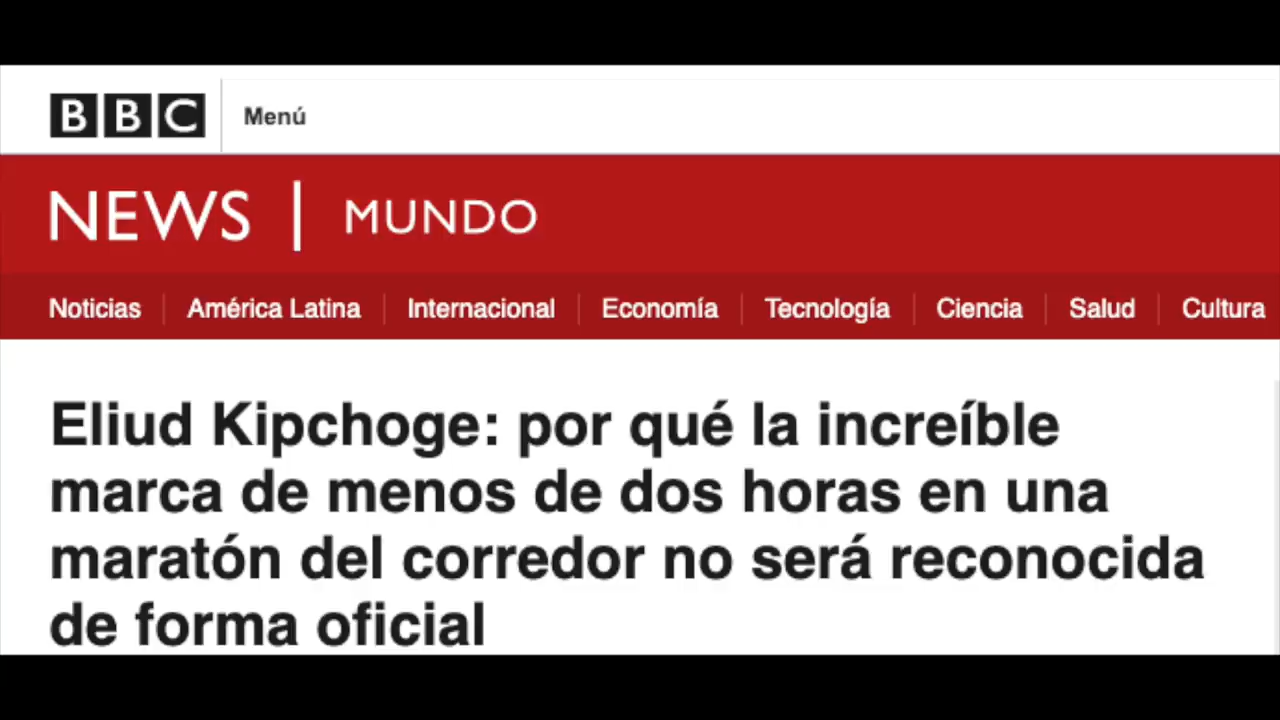 BBC Menú
NEWS | MUNDO
Noticias América Latina Internacional Economía Tecnología Ciencia Salud Cultura
Eliud Kipchoge: por qué la increíble
marca de menos de dos horas en una
maratón del corredor no será reconocida
de forma oficial